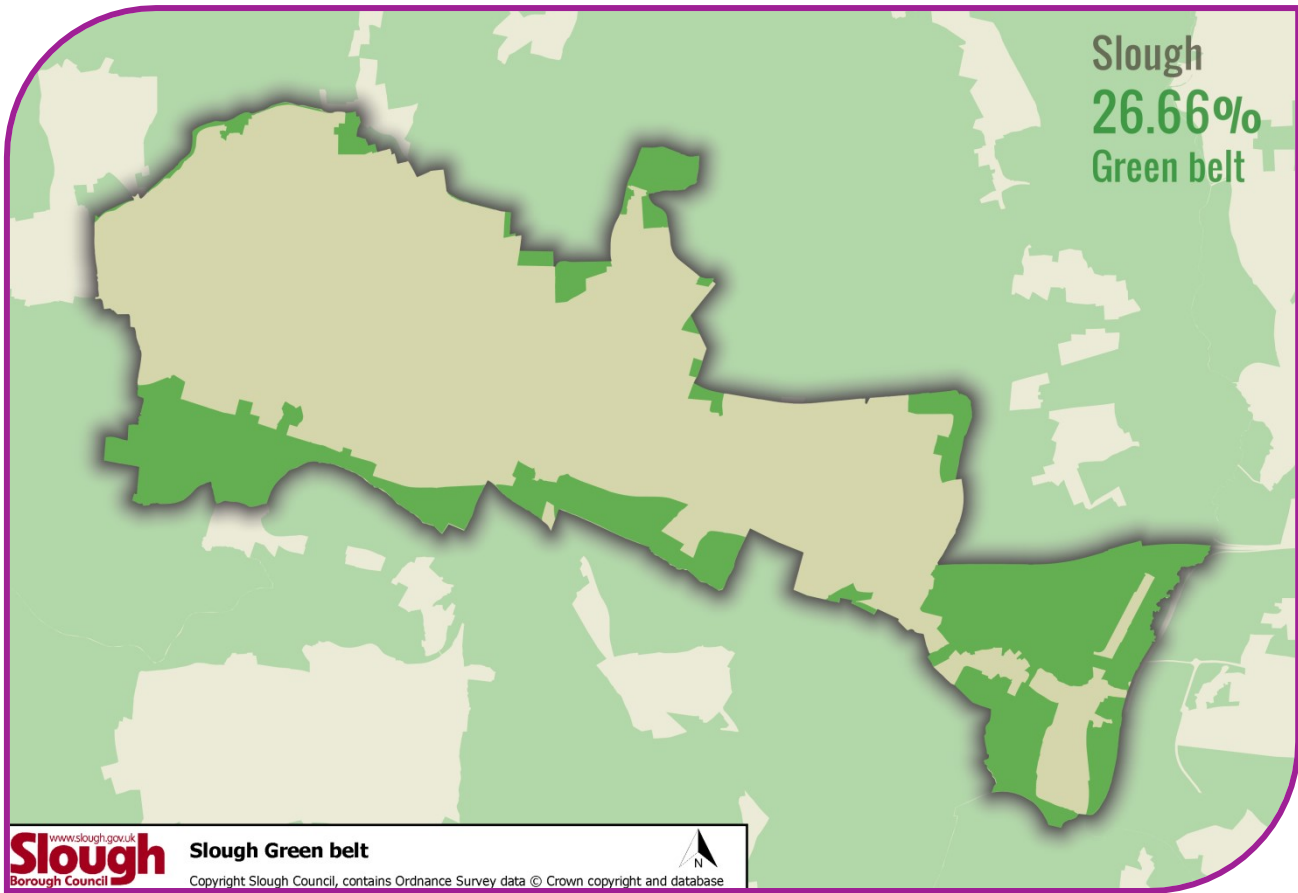 Slough
26.66%
Green belt
www.slough.gov.uk
Slough
Borough Council
Slough Green belt
N
Copyright Slough Council, contains Ordnance Survey data © Crown copyright and database